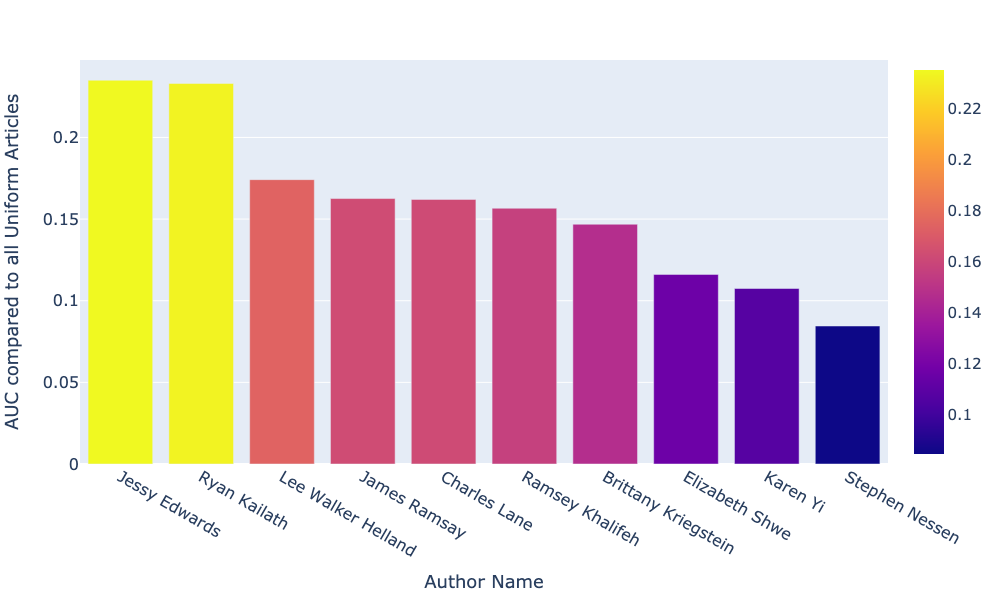 AUC compared to all Uniform Articles
0.2
0.15
0.1
0.05
0
Jessy Edwards
Ryan Kailath
Lee Walker Helland
James Ramsay
Charles Lane
Ramsey Khalifeh
Brittany Kriegstein
Elizabeth Shwe
Karen Yi
Stephen Nessen
Author Name
0.22
0.2
0.18
0.16
0.14
0.12
0.1